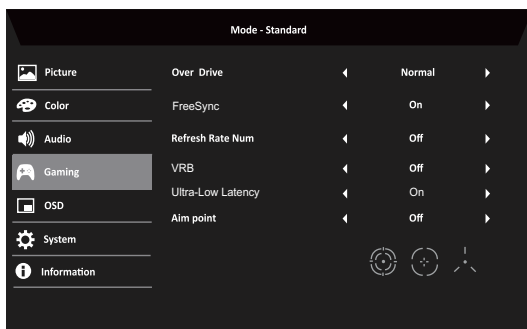 Mode - Standard
Picture
Over Drive Normal
Color
FreeSync On
Audio
Refresh Rate Num Off
Gaming
VRB Off
Ultra-Low Latency On
OSD
Aim point Off
System
Information